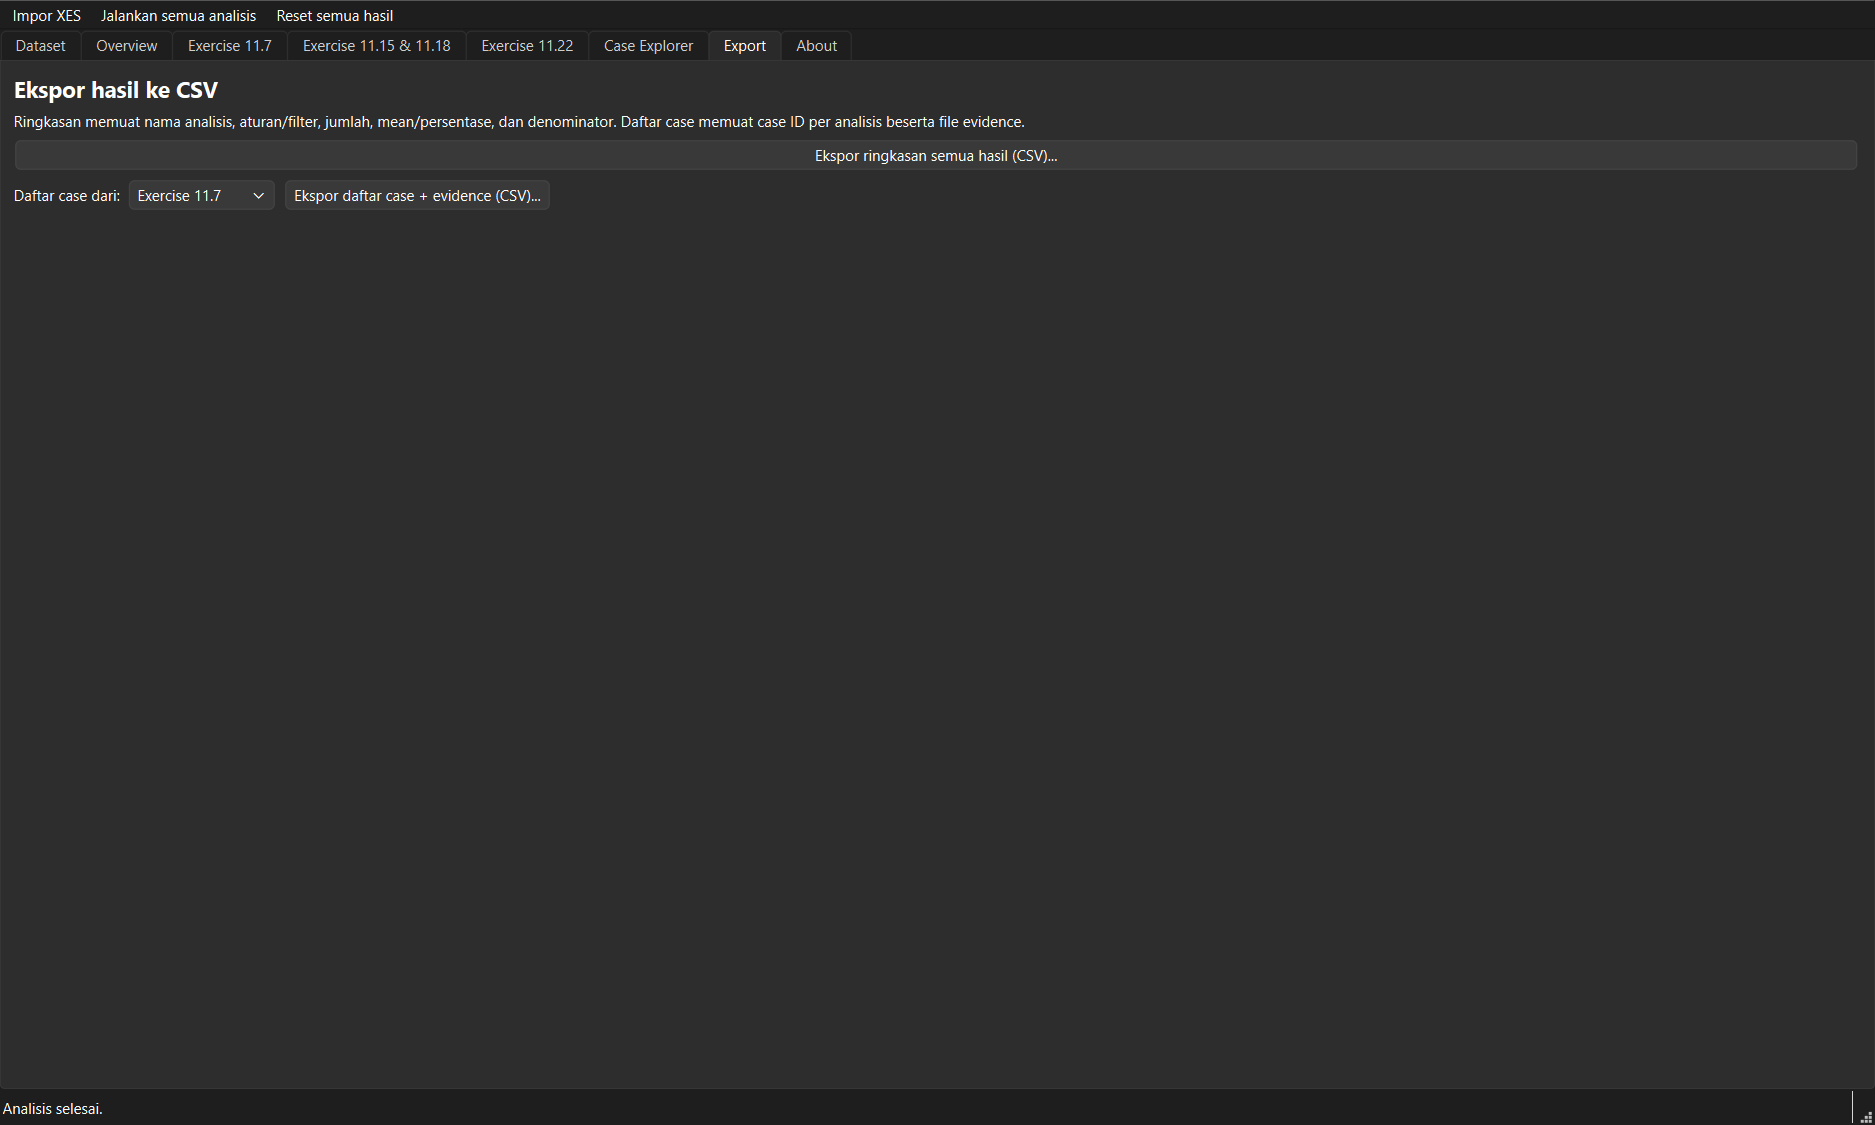 Impor XES Jalankan semua analisis Reset semua hasil
Dataset Overview Exercise 11.7 Exercise 11.15 & 11.18 Exercise 11.22 Case Explorer Export About
Ekspor hasil ke CSV
Ringkasan memuat nama analisis, aturan/filter, jumlah, mean/persentase, dan denominator. Daftar case memuat case ID per analisis beserta file evidence.
Ekspor ringkasan semua hasil (CSV)...
Daftar case dari: Exercise 11.7 Ekspor daftar case + evidence (CSV)...
Analisis selesai.